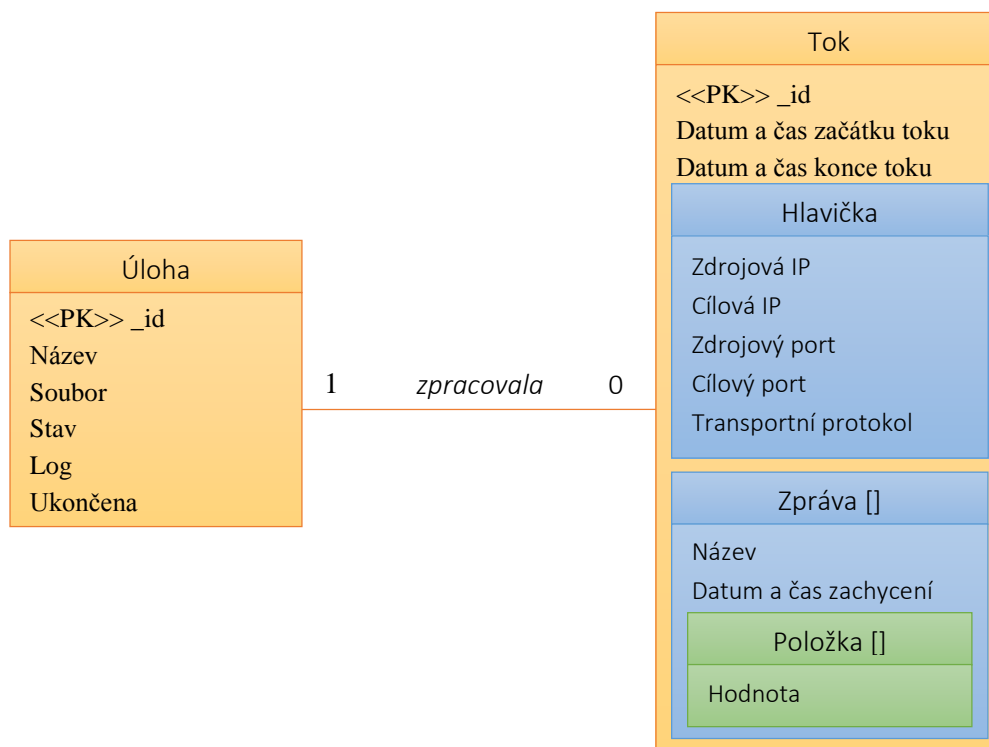 Tok
<<PK>> _id
Datum a čas začátku toku
Datum a čas konce toku
Hlavička
Zdrojová IP
Cílová IP
Zdrojový port
Cílový port
Transportní protokol
Zpráva []
Název
Datum a čas zachycení
Položka []
Hodnota
Úloha
<<PK>> _id
Název
Soubor
Stav
Log
Ukončena
1 zpracovala 0